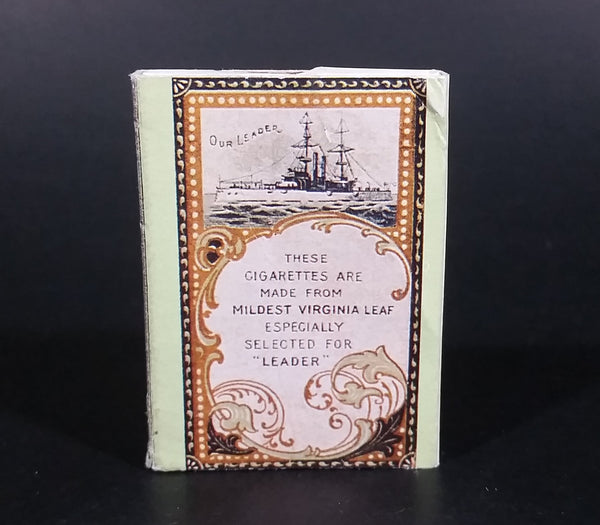 OUR LEADER
THESE
CIGARETTES ARE
MADE FROM
MILDEST VIRGINIA LEAF
ESPECIALLY
SELECTED FOR
"LEADER"